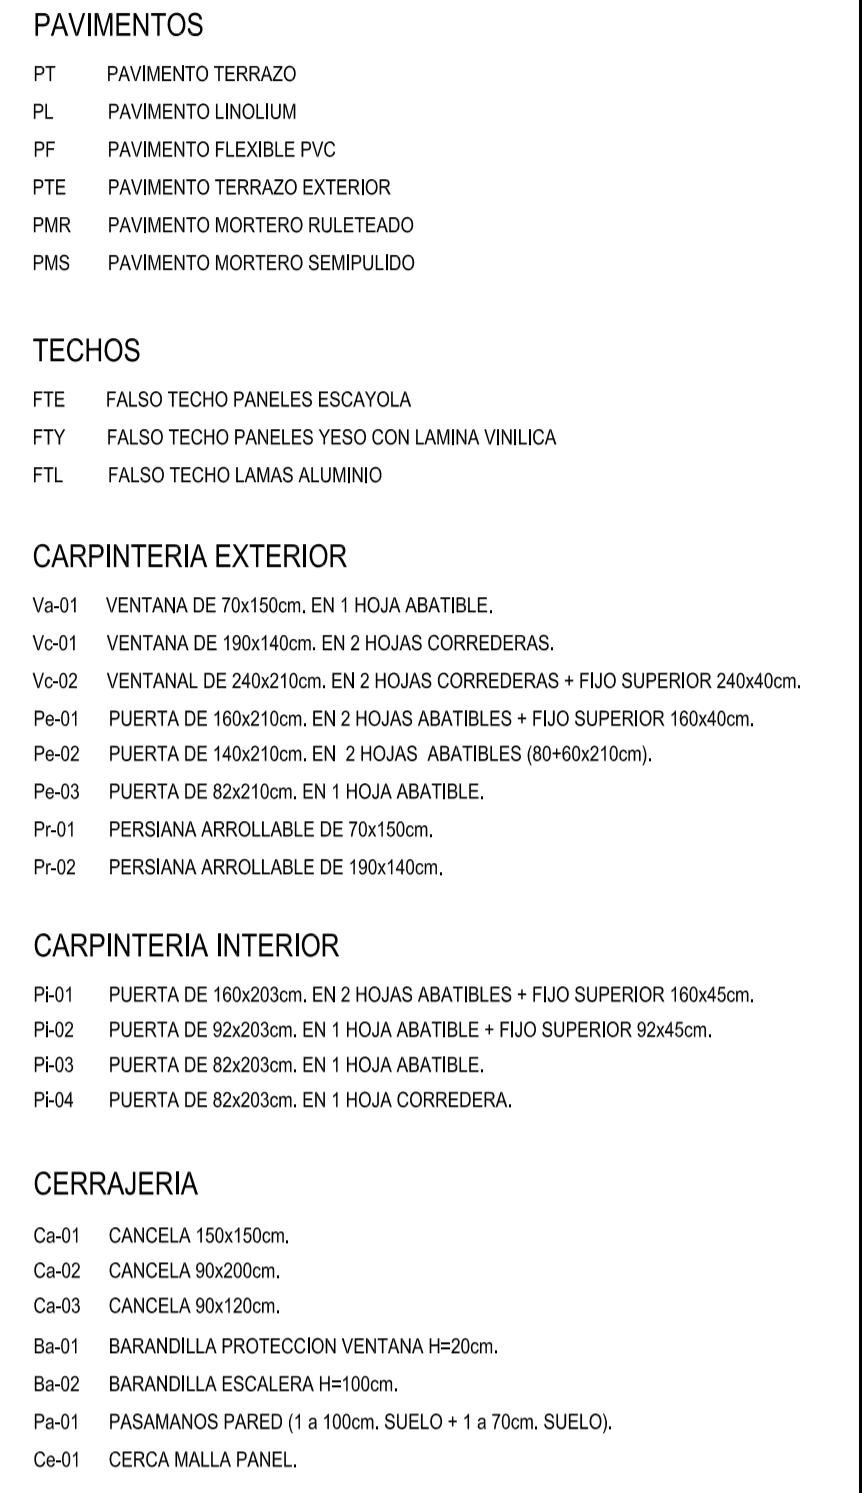 PAVIMENTOS
PT PAVIMENTO TERRAZO
PL PAVIMENTO LINOLIUM
PF PAVIMENTO FLEXIBLE PVC
PTE PAVIMENTO TERRAZO EXTERIOR
PMR PAVIMENTO MORTERO RULETEADO
PMS PAVIMENTO MORTERO SEMIPULIDO
TECHOS
FTE FALSO TECHO PANELES ESCAYOLA
FTY FALSO TECHO PANELES YESO CON LAMINA VINILICA
FTL FALSO TECHO LAMAS ALUMINIO
CARPINTERIA EXTERIOR
Va-01 VENTANA DE 70x150cm. EN 1 HOJA ABATIBLE.
Vc-01 VENTANA DE 190x140cm. EN 2 HOJAS CORREDERAS.
Vc-02 VENTANAL DE 240x210cm. EN 2 HOJAS CORREDERAS + FIJO SUPERIOR 240x40cm.
Pe-01 PUERTA DE 160x210cm. EN 2 HOJAS ABATIBLES + FIJO SUPERIOR 160x40cm.
Pe-02 PUERTA DE 140x210cm. EN 2 HOJAS ABATIBLES (80+60x210cm).
Pe-03 PUERTA DE 82x210cm. EN 1 HOJA ABATIBLE.
Pr-01 PERSIANA ARROLLABLE DE 70x150cm.
Pr-02 PERSIANA ARROLLABLE DE 190x140cm.
CARPINTERIA INTERIOR
Pi-01 PUERTA DE 160x203cm. EN 2 HOJAS ABATIBLES + FIJO SUPERIOR 160x45cm.
Pi-02 PUERTA DE 92x203cm. EN 1 HOJA ABATIBLE + FIJO SUPERIOR 92x45cm.
Pi-03 PUERTA DE 82x203cm. EN 1 HOJA ABATIBLE.
Pi-04 PUERTA DE 82x203cm. EN 1 HOJA CORREDERA.
CERRAJERIA
Ca-01 CANCELA 150x150cm.
Ca-02 CANCELA 90x200cm.
Ca-03 CANCELA 90x120cm.
Ba-01 BARANDILLA PROTECCION VENTANA H=20cm.
Ba-02 BARANDILLA ESCALERA H=100cm.
Pa-01 PASAMANOS PARED (1 a 100cm. SUELO + 1 a 70cm. SUELO).
Ce-01 CERCA MALLA PANEL.